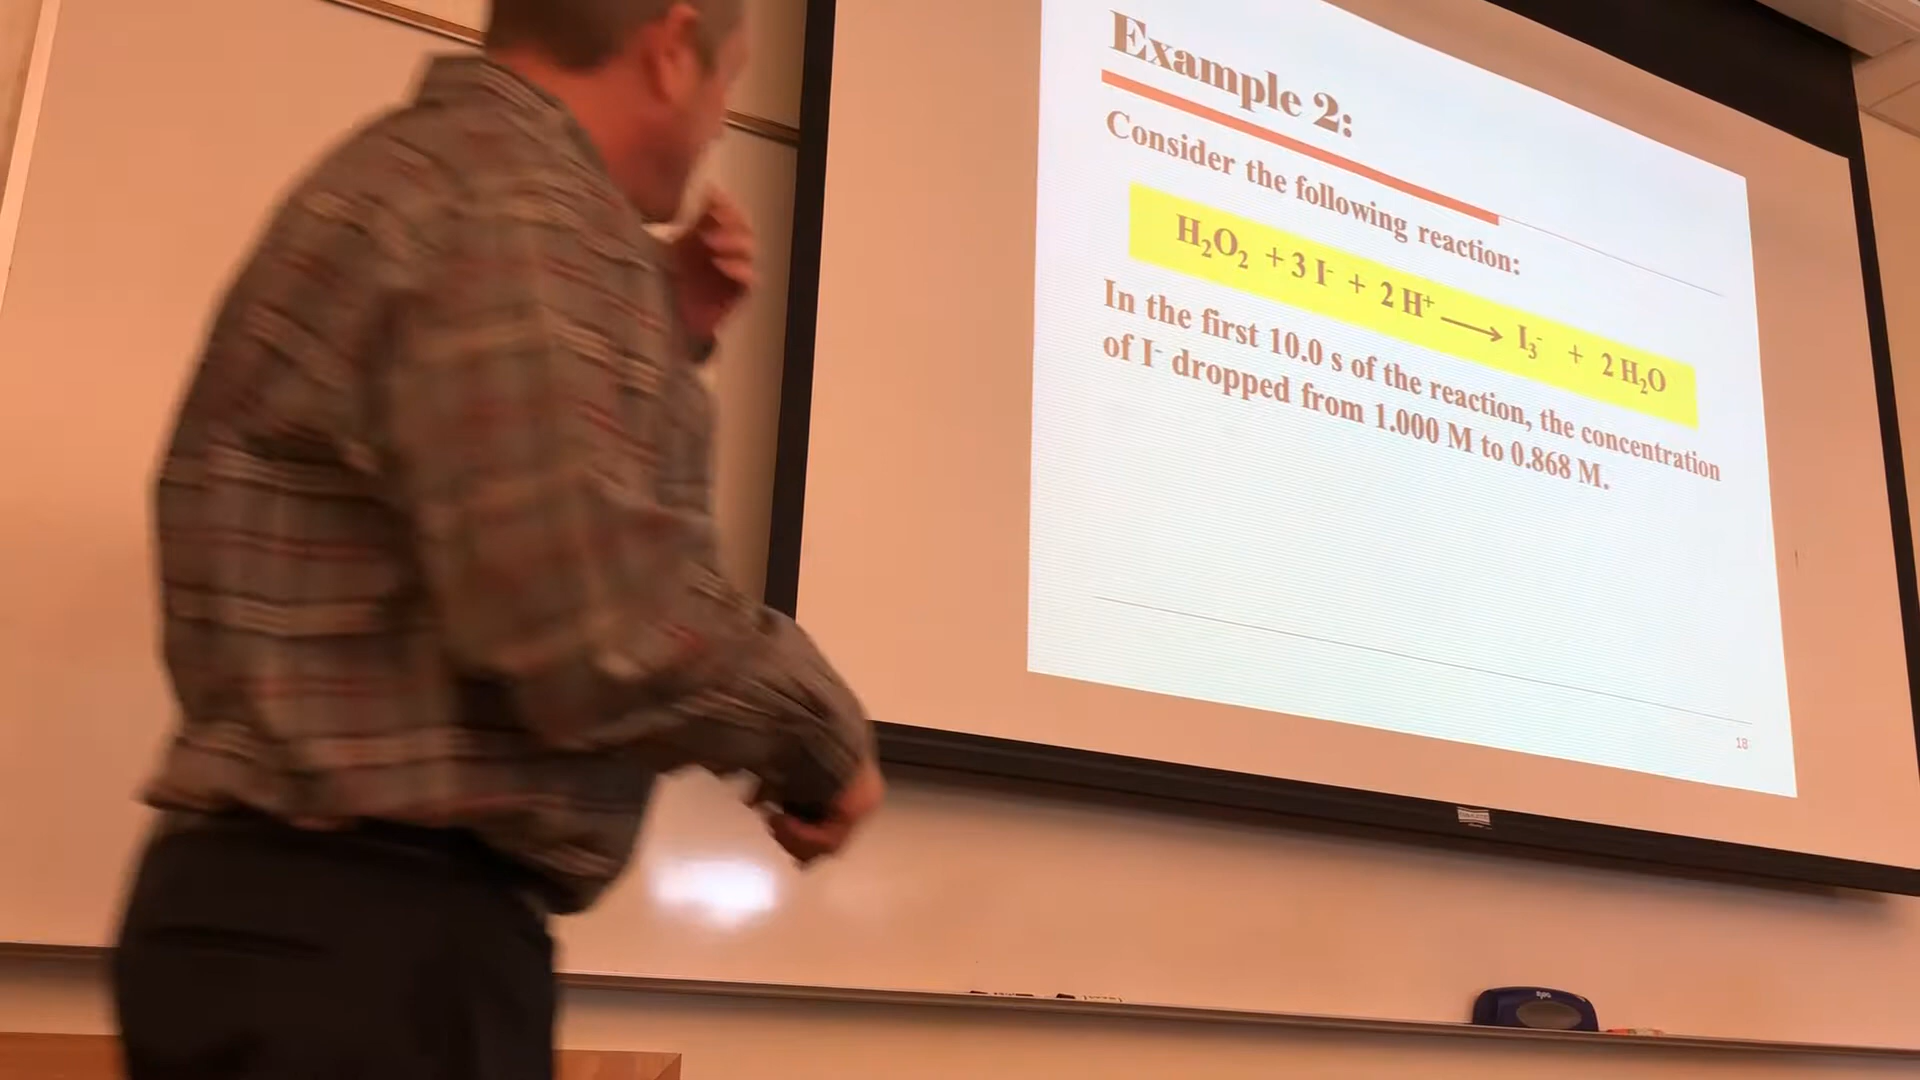 Example 2:
Consider the following reaction:
H₂O₂ + 3 I⁻ + 2 H⁺ ⟶ I₃⁻ + 2 H₂O
In the first 10.0 s of the reaction, the concentration
of I⁻ dropped from 1.000 M to 0.868 M.
18